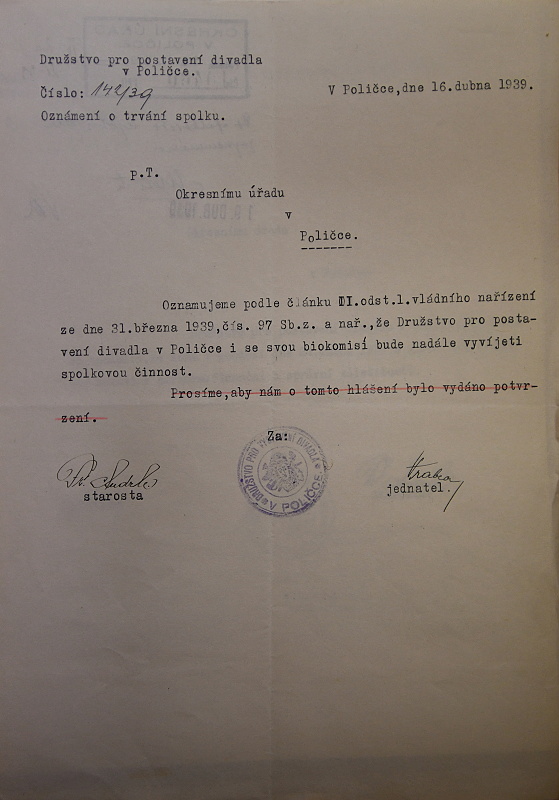 Družstvo pro postavení divadla
v Poličce.
Číslo: 142/39
V Poličce,dne 16.dubna 1939.
Oznámení o trvání spolku.
p.T.
Okresnímu úřadu
v
Poličce.
Oznamujeme podle článku III.odst.1.vládního nařízení
ze dne 31.března 1939,čís. 97 Sb.z. a nař.,že Družstvo pro posta-
vení divadla v Poličce i se svou biokomisí bude nadále vyvíjeti
spolkovou činnost.
Prosíme,aby nám o tomto hlášení bylo vydáno potvr-
zení.
Za:
DRUŽSTVO PRO DIVADLA
V POLIČCE
starosta
jednatel.